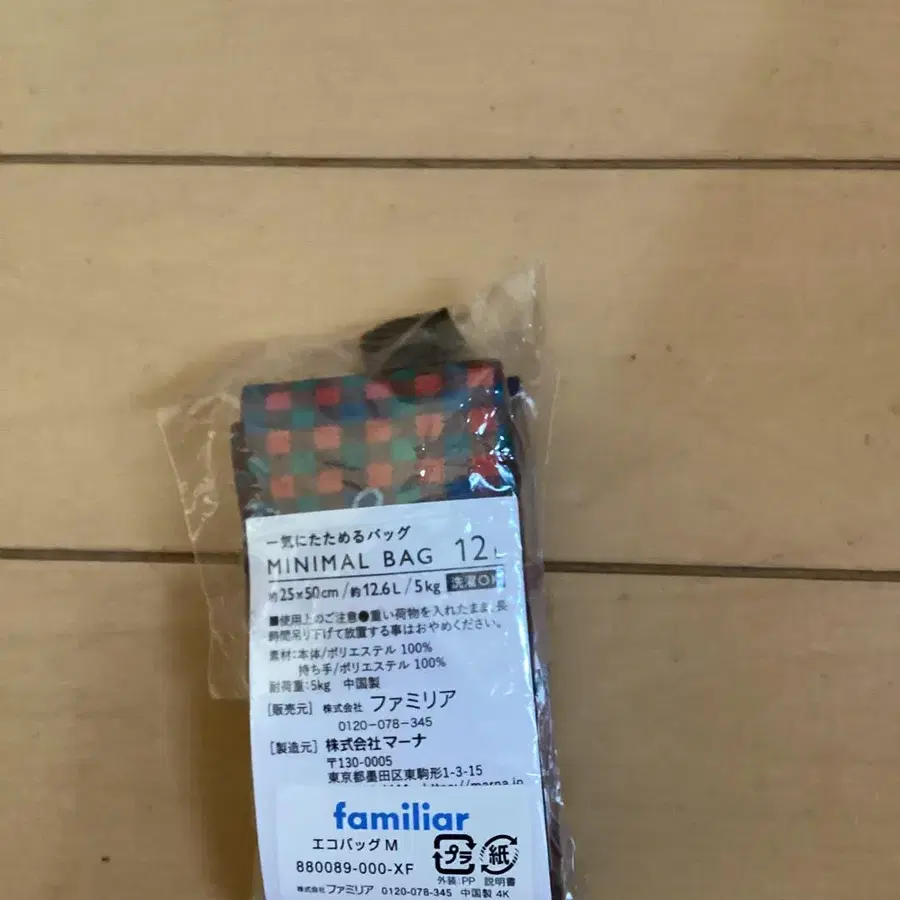 一気にたためるバッグ
MINIMAL BAG 12L
約25×50cm/約12.6L/5kg 洗濯OK
■使用上のご注意●重い荷物を入れたまま、長
時間吊り下げて放置する事はおやめください。
素材:本体/ポリエステル 100%
持ち手/ポリエステル 100%
耐荷重:5kg 中国製
[販売元] 株式会社 ファミリア
0120-078-345
[製造元] 株式会社マーナ
〒130-0005
東京都墨田区東駒形1-3-15
familiar
エコバッグ M
880089-000-XF
プラ 紙
外装:PP 説明書
株式会社 ファミリア 0120-078-345 中国製 4K